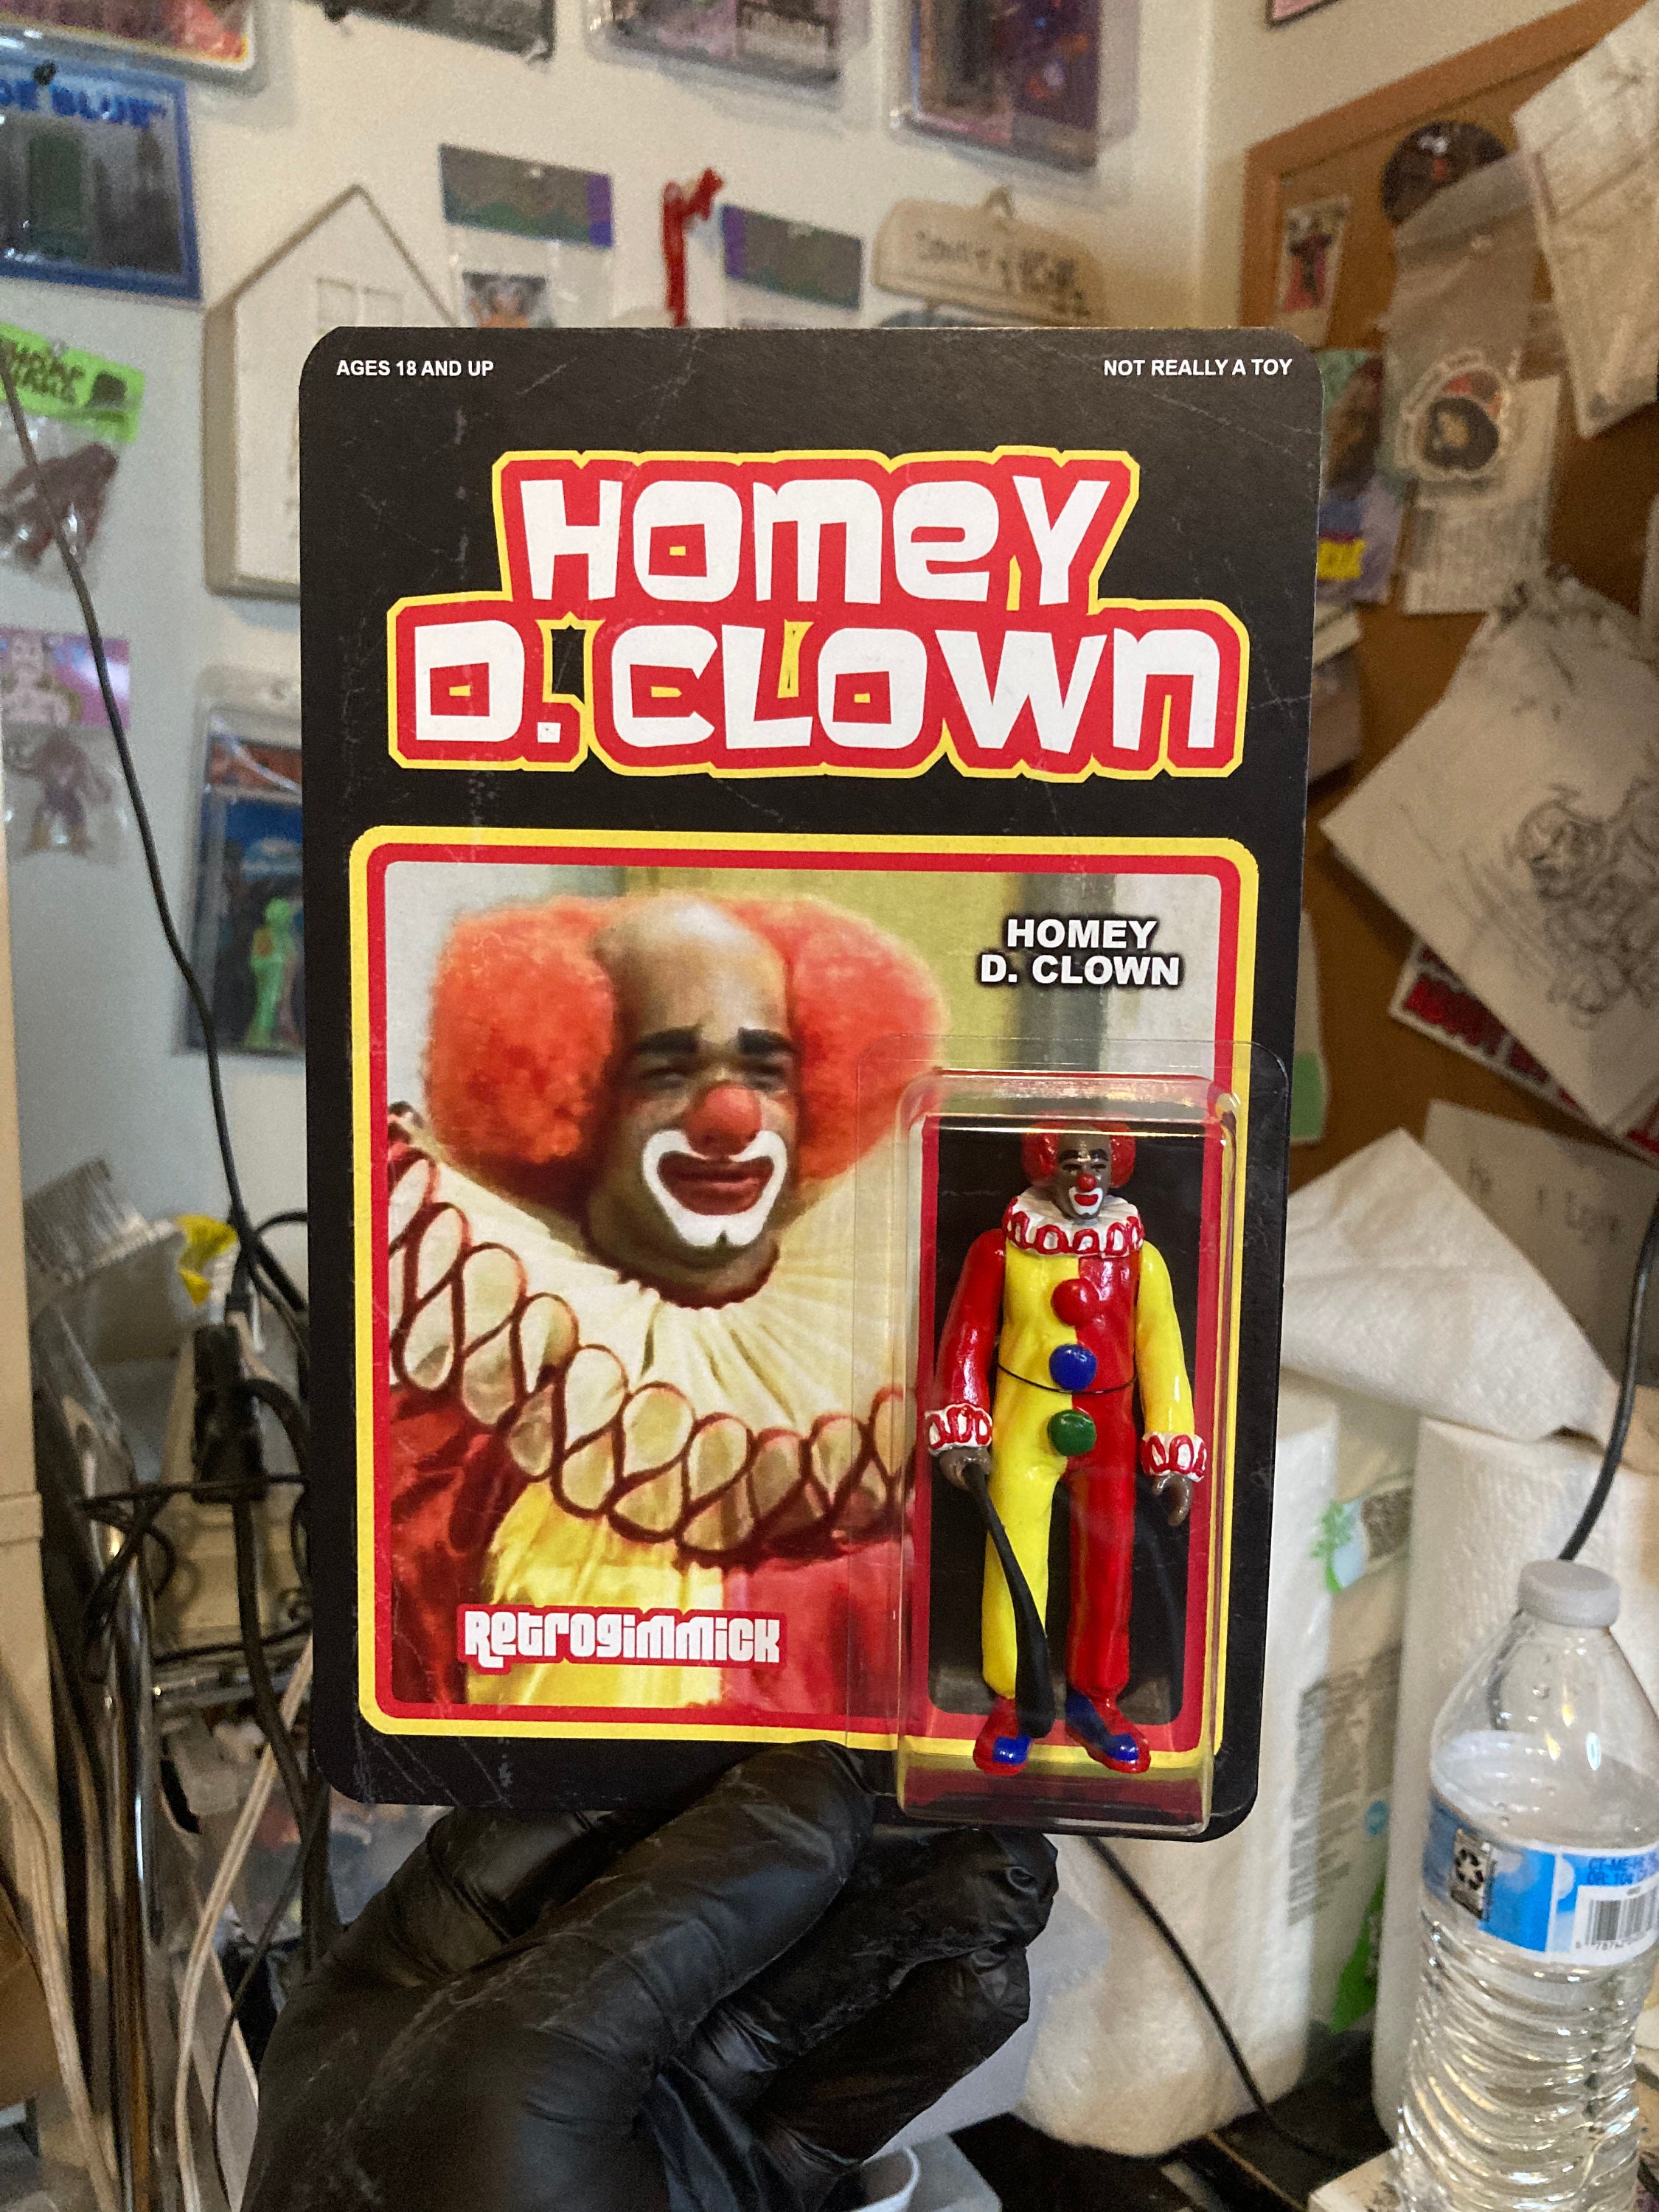 AGES 18 AND UP
NOT REALLY A TOY
HOMEY
D. CLOWN
HOMEY
D. CLOWN
RetrogimmicK